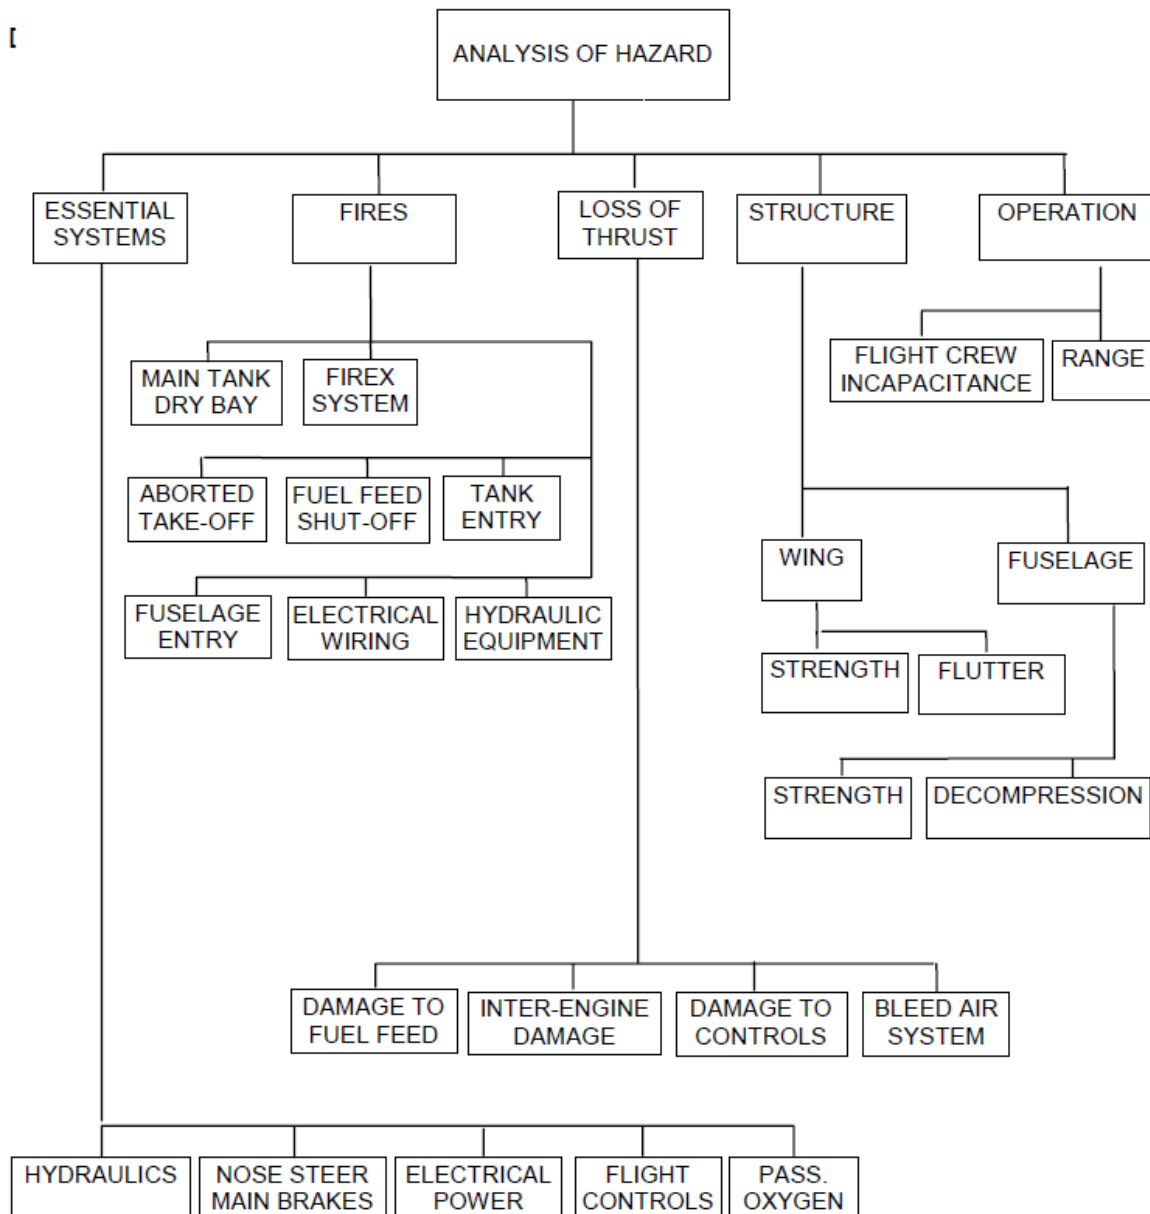 [
ANALYSIS OF HAZARD
ESSENTIAL
SYSTEMS
FIRES
LOSS OF
THRUST
STRUCTURE
OPERATION
FLIGHT CREW
INCAPACITANCE
RANGE
MAIN TANK
DRY BAY
FIREX
SYSTEM
ABORTED
TAKE-OFF
FUEL FEED
SHUT-OFF
TANK
ENTRY
WING
FUSELAGE
FUSELAGE
ENTRY
ELECTRICAL
WIRING
HYDRAULIC
EQUIPMENT
STRENGTH
FLUTTER
STRENGTH
DECOMPRESSION
DAMAGE TO
FUEL FEED
INTER-ENGINE
DAMAGE
DAMAGE TO
CONTROLS
BLEED AIR
SYSTEM
HYDRAULICS
NOSE STEER
MAIN BRAKES
ELECTRICAL
POWER
FLIGHT
CONTROLS
PASS.
OXYGEN